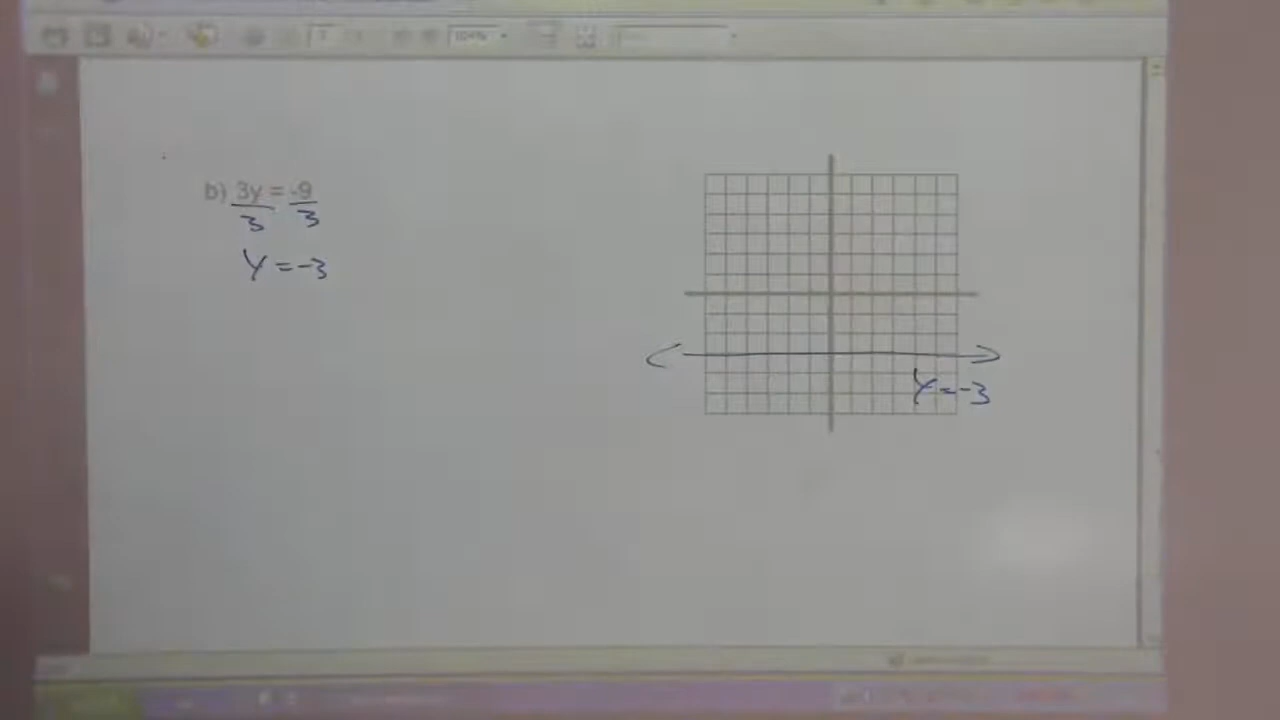 b) 3y = -9
3 3
y = -3
y = -3